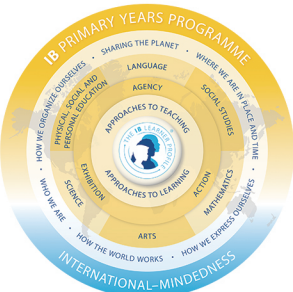 IB PRIMARY YEARS PROGRAMME
SHARING THE PLANET
•
WHERE WE ARE IN PLACE AND TIME
•
HOW WE EXPRESS OURSELVES
•
HOW THE WORLD WORKS
•
WHO WE ARE
•
HOW WE ORGANIZE OURSELVES
•
LANGUAGE
SOCIAL STUDIES
MATHEMATICS
ARTS
SCIENCE
PHYSICAL, SOCIAL AND
PERSONAL EDUCATION
AGENCY
ACTION
EXHIBITION
APPROACHES TO TEACHING
APPROACHES TO LEARNING
THE IB LEARNER PROFILE
INTERNATIONAL–MINDEDNESS